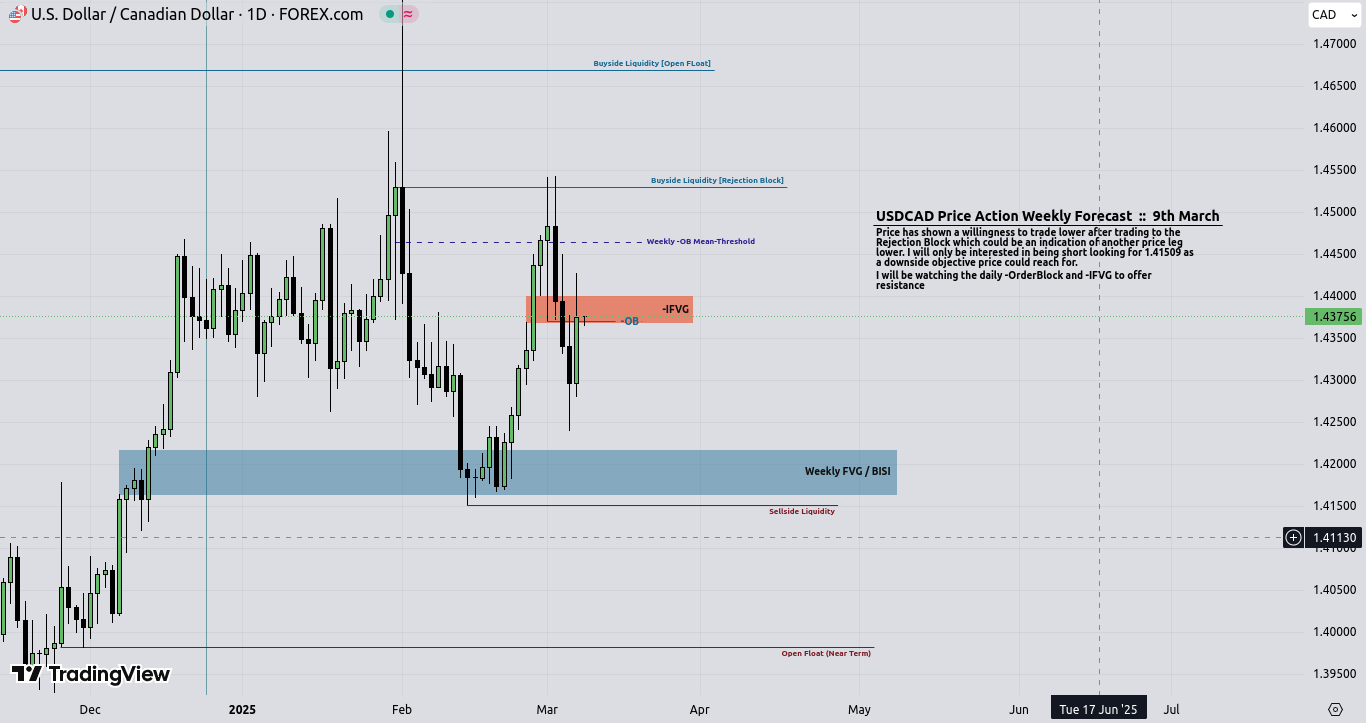 U.S. Dollar / Canadian Dollar · 1D · FOREX.com
CAD
1.47000
Buyside Liquidity [Open FLoat]
1.46500
1.46000
1.45500
Buyside Liquidity [Rejection Block]
1.45000
USDCAD Price Action Weekly Forecast :: 9th March
Price has shown a willingness to trade lower after trading to the
Rejection Block which could be an indication of another price leg
lower. I will only be interested in being short looking for 1.41509 as
a downside objective price could reach for.
I will be watching the daily -OrderBlock and -IFVG to offer
resistance
Weekly -OB Mean-Threshold
1.44500
1.44000
-IFVG
-OB
1.43756
1.43500
1.43000
1.42500
1.42000
Weekly FVG / BISI
1.41500
Sellside Liquidity
1.41130
1.41000
1.40500
1.40000
Open Float (Near Term)
1.39500
TradingView
Dec
2025
Feb
Mar
Apr
May
Jun
Tue 17 Jun '25
Jul